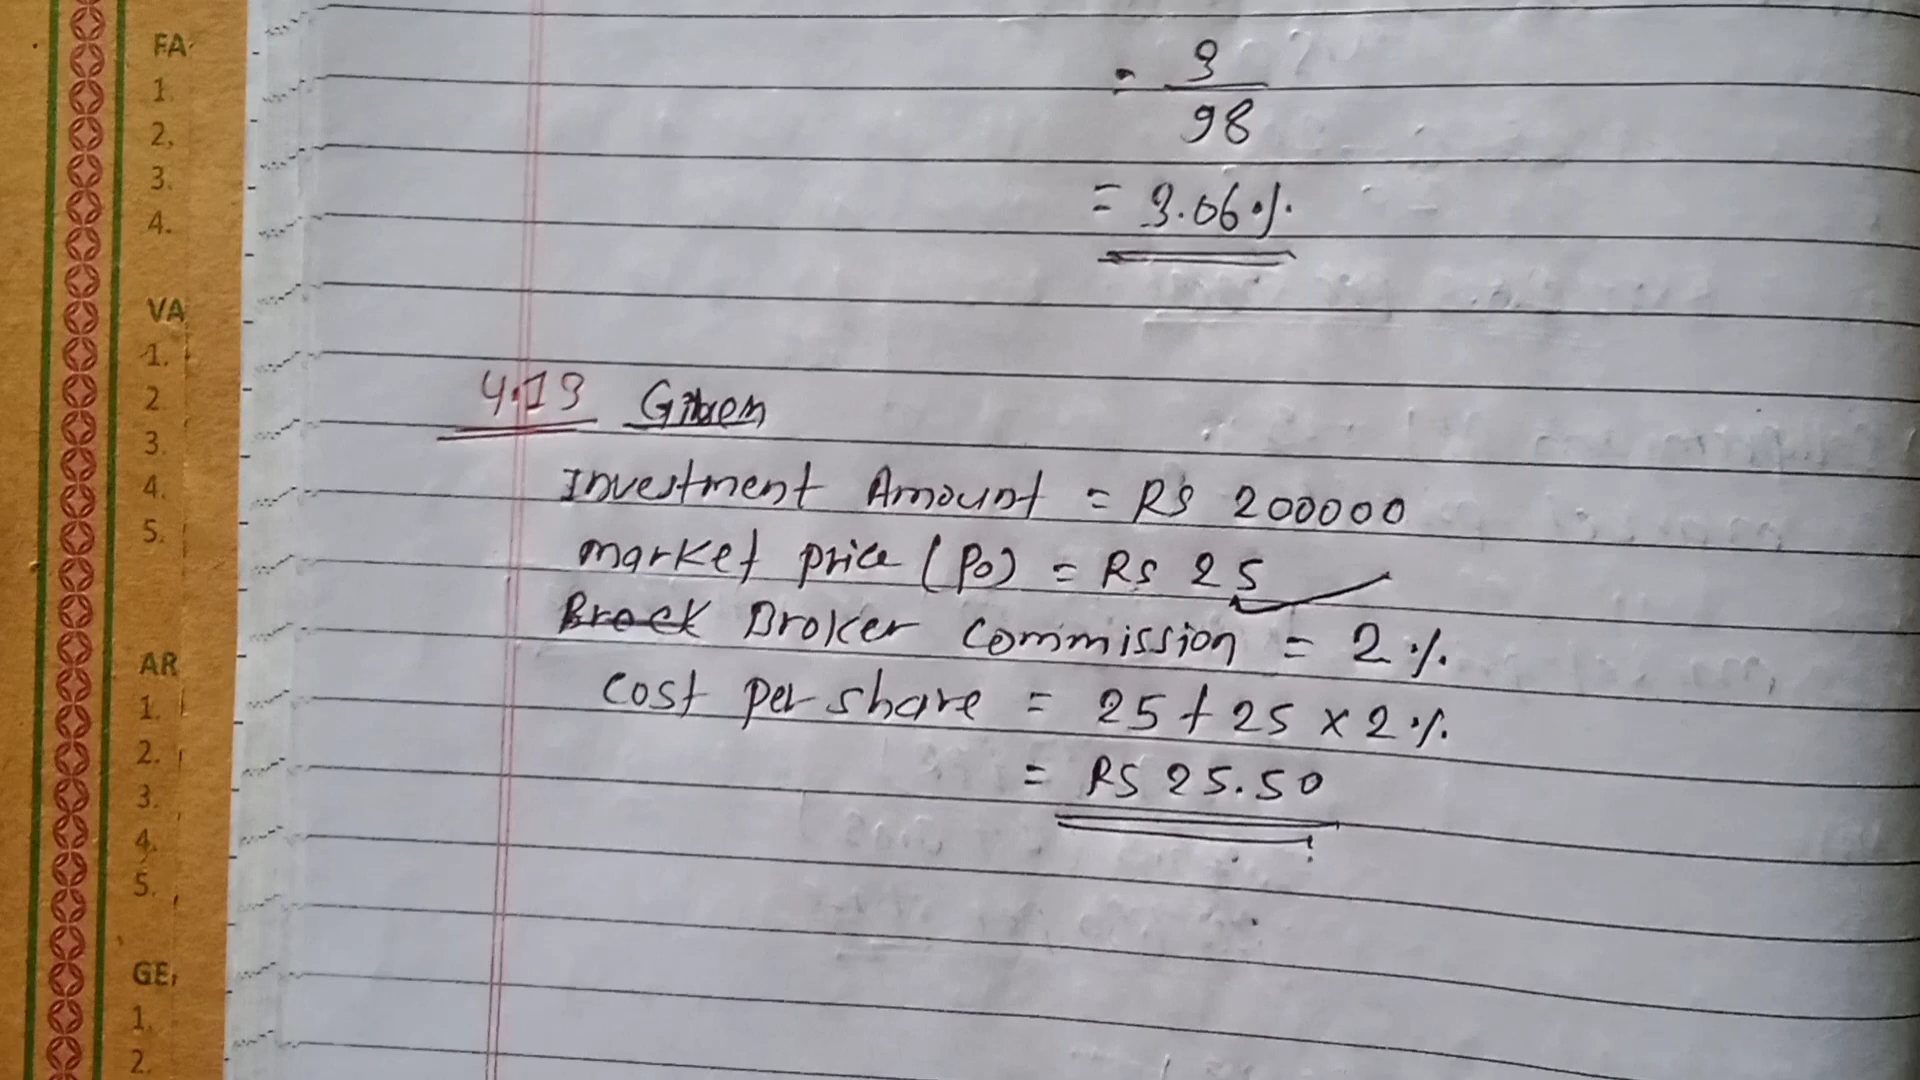 FA
1.
2,
3.
4.
VA
1.
2
3.
4.
5.
AR
1.
2.
3.
4.
5.
GE,
1.
2.
= 3
98
= 3.06%
4.13 Given
Investment Amount = RS 200000
market price (Po) = RS 25
Brock Broker commission = 2%
cost per share = 25 + 25 x 2%
= RS 25.50